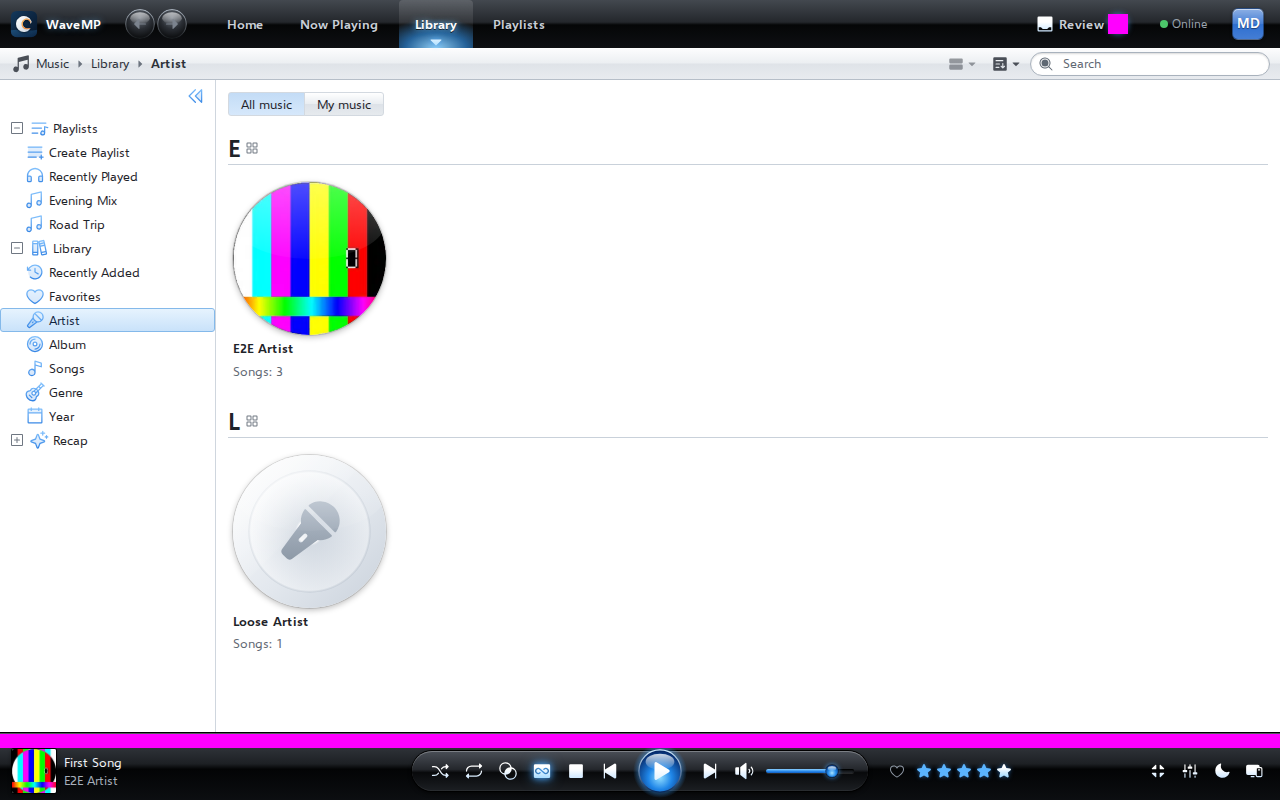 WaveMP
Home
Now Playing
Library
Playlists
Review
Online
MD
Music
Library
Artist
Search
All music
My music
Playlists
Create Playlist
Recently Played
Evening Mix
Road Trip
Library
Recently Added
Favorites
Artist
Album
Songs
Genre
Year
Recap
E
E2E Artist
Songs: 3
L
Loose Artist
Songs: 1
First Song
E2E Artist